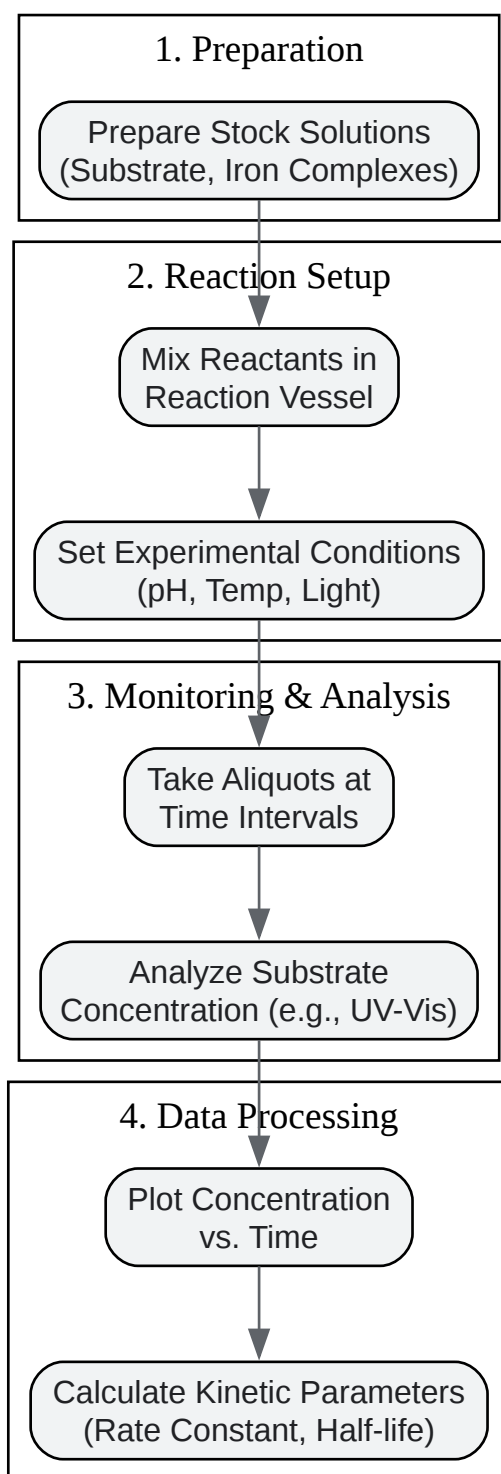 1. Preparation
Prepare Stock Solutions
(Substrate, Iron Complexes)
2. Reaction Setup
Mix Reactants in
Reaction Vessel
Set Experimental Conditions
(pH, Temp, Light)
3. Monitoring & Analysis
Take Aliquots at
Time Intervals
Analyze Substrate
Concentration (e.g., UV-Vis)
4. Data Processing
Plot Concentration
vs. Time
Calculate Kinetic Parameters
(Rate Constant, Half-life)